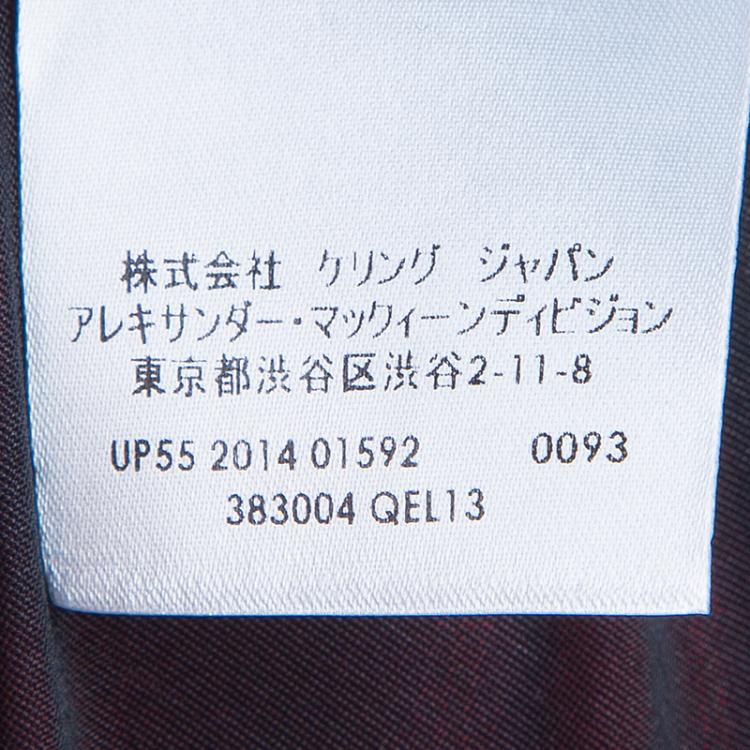 株式会社 ケリング ジャパン
アレキサンダー・マックィーンディビジョン
東京都渋谷区渋谷2-11-8
UP55 2014 01592 0093
383004 QEL13